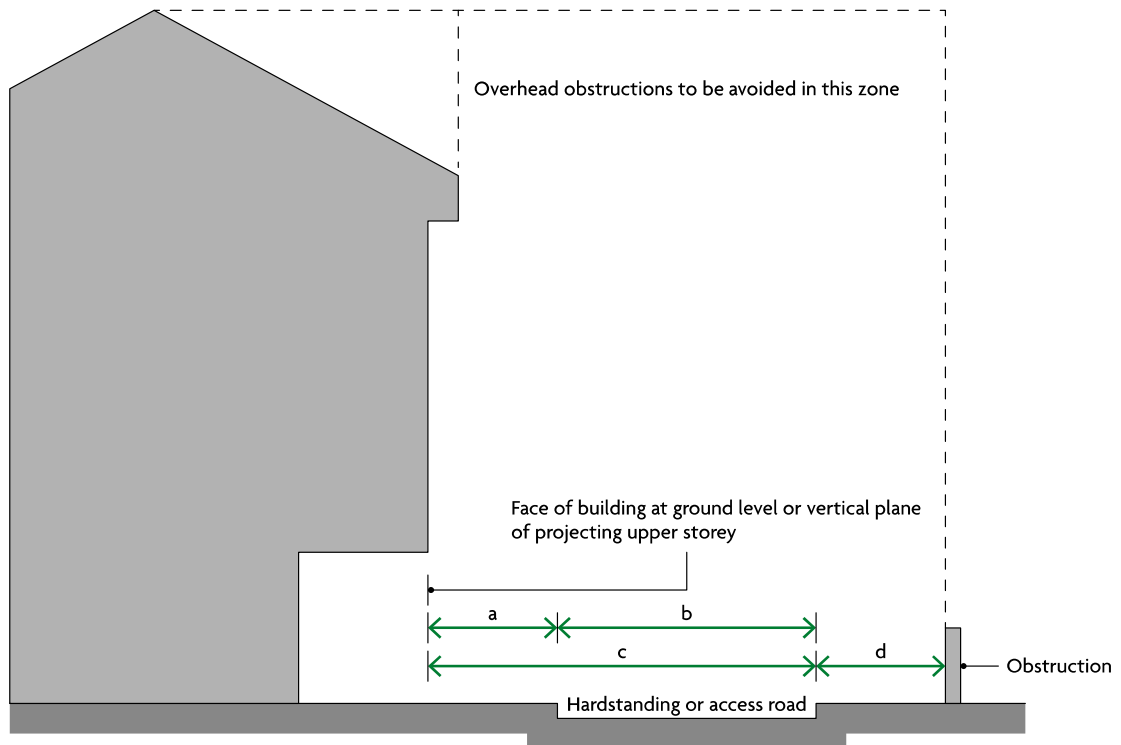 Overhead obstructions to be avoided in this zone
Face of building at ground level or vertical plane
of projecting upper storey
a
b
c
d
Obstruction
Hardstanding or access road